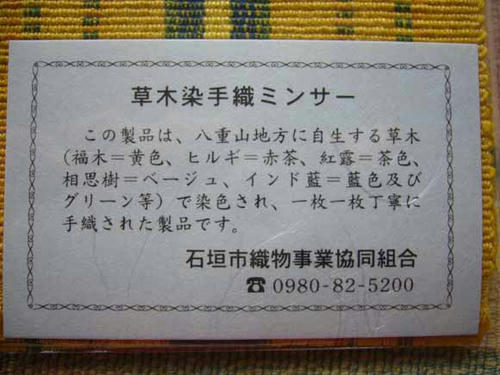 草木染手織ミンサー
この製品は、八重山地方に自生する草木
(福木＝黄色、ヒルギ＝赤茶、紅露＝茶色、
相思樹＝ベージュ、インド藍＝藍色及び
グリーン等)で染色され、一枚一枚丁寧に
手織された製品です。
石垣市織物事業協同組合
☎0980-82-5200